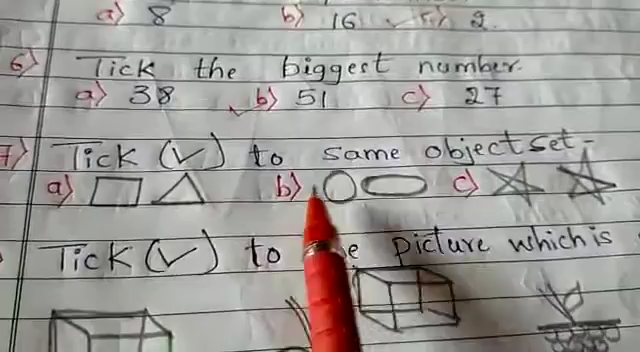 a) 8 b) 16 ✓ c) 2.
6) Tick the biggest number.
a) 38 ✓ b) 51 c) 27
7) Tick (✓) to same object set-
a) b) c)
Tick (✓) to picture which is